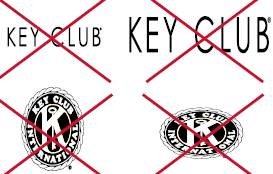 KEY CLUB®
KEY CLUB®
KEY CLUB
K
INTERNATIONAL
®
KEY CLUB
K
INTERNATIONAL